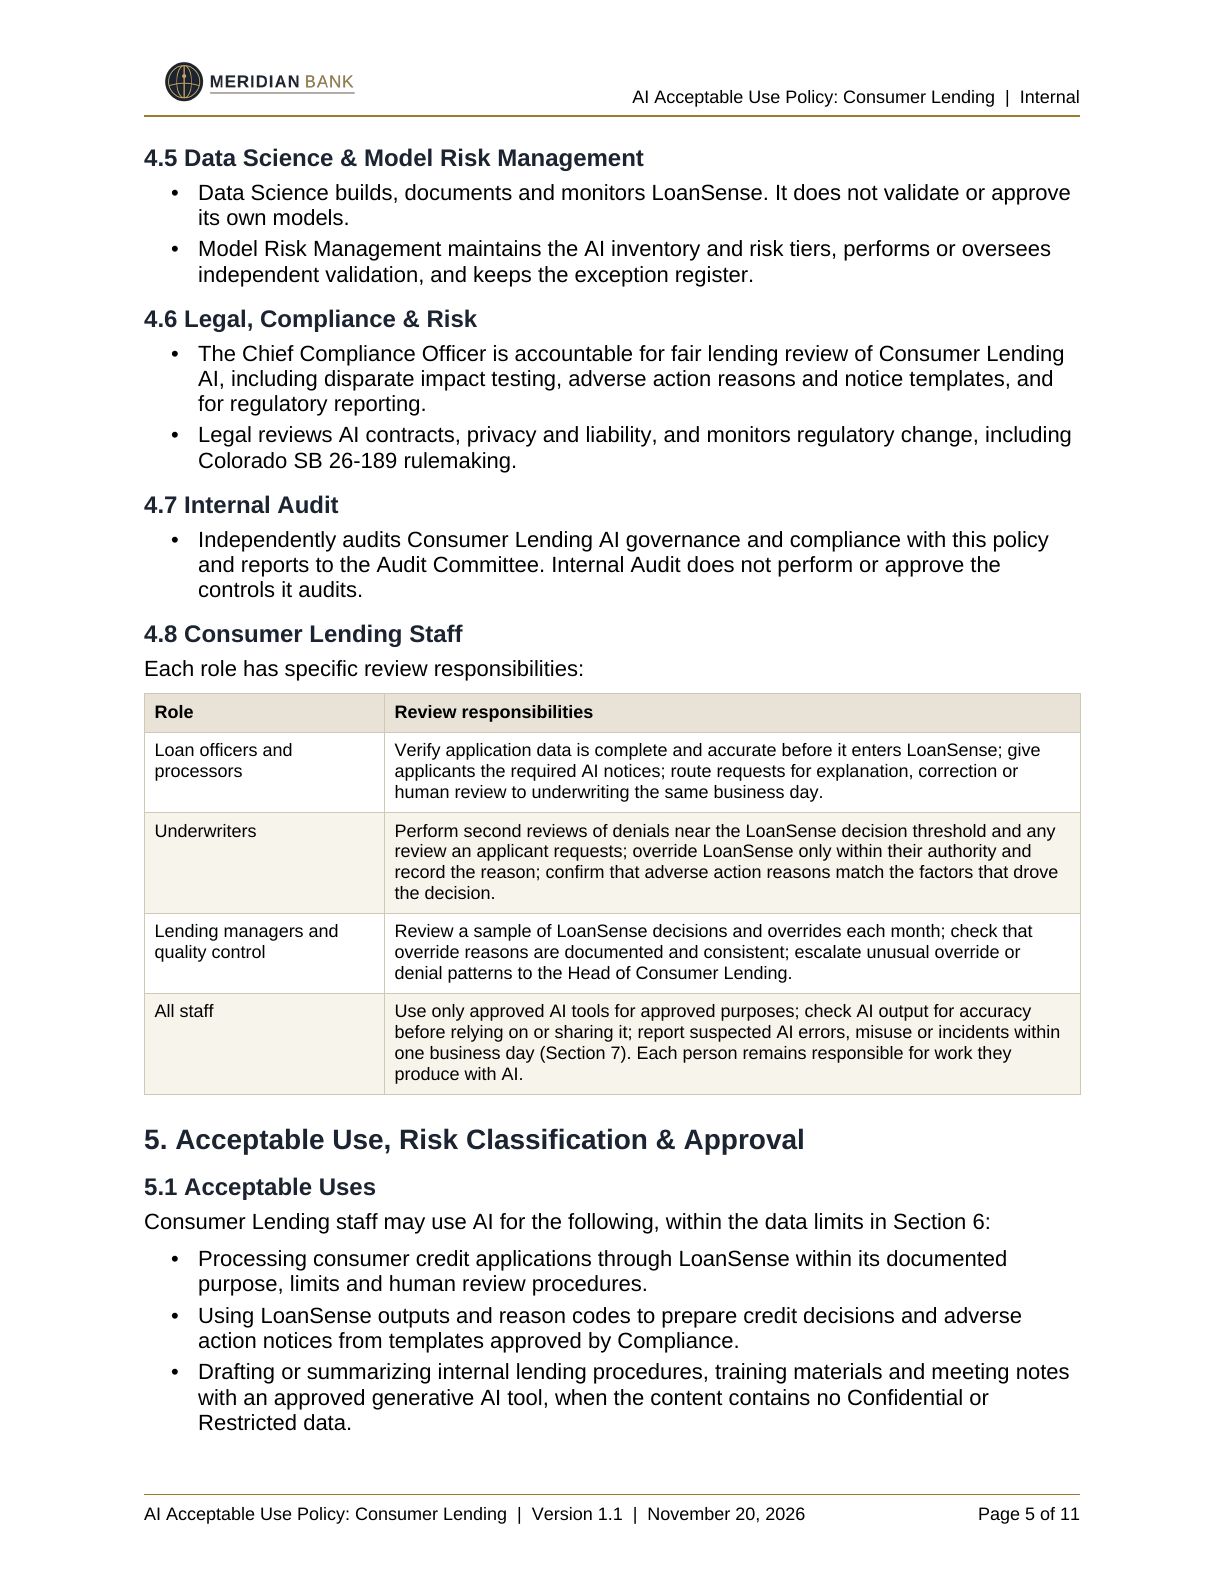 MERIDIAN BANK
AI Acceptable Use Policy: Consumer Lending | Internal
4.5 Data Science & Model Risk Management
• Data Science builds, documents and monitors LoanSense. It does not validate or approve
its own models.
• Model Risk Management maintains the AI inventory and risk tiers, performs or oversees
independent validation, and keeps the exception register.
4.6 Legal, Compliance & Risk
• The Chief Compliance Officer is accountable for fair lending review of Consumer Lending
AI, including disparate impact testing, adverse action reasons and notice templates, and
for regulatory reporting.
• Legal reviews AI contracts, privacy and liability, and monitors regulatory change, including
Colorado SB 26-189 rulemaking.
4.7 Internal Audit
• Independently audits Consumer Lending AI governance and compliance with this policy
and reports to the Audit Committee. Internal Audit does not perform or approve the
controls it audits.
4.8 Consumer Lending Staff
Each role has specific review responsibilities:
Role
Review responsibilities
Loan officers and
processors
Verify application data is complete and accurate before it enters LoanSense; give
applicants the required AI notices; route requests for explanation, correction or
human review to underwriting the same business day.
Underwriters
Perform second reviews of denials near the LoanSense decision threshold and any
review an applicant requests; override LoanSense only within their authority and
record the reason; confirm that adverse action reasons match the factors that drove
the decision.
Lending managers and
quality control
Review a sample of LoanSense decisions and overrides each month; check that
override reasons are documented and consistent; escalate unusual override or
denial patterns to the Head of Consumer Lending.
All staff
Use only approved AI tools for approved purposes; check AI output for accuracy
before relying on or sharing it; report suspected AI errors, misuse or incidents within
one business day (Section 7). Each person remains responsible for work they
produce with AI.
5. Acceptable Use, Risk Classification & Approval
5.1 Acceptable Uses
Consumer Lending staff may use AI for the following, within the data limits in Section 6:
• Processing consumer credit applications through LoanSense within its documented
purpose, limits and human review procedures.
• Using LoanSense outputs and reason codes to prepare credit decisions and adverse
action notices from templates approved by Compliance.
• Drafting or summarizing internal lending procedures, training materials and meeting notes
with an approved generative AI tool, when the content contains no Confidential or
Restricted data.
AI Acceptable Use Policy: Consumer Lending | Version 1.1 | November 20, 2026
Page 5 of 11